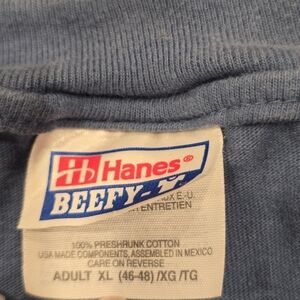 Hanes®
BEEFY-T®
E.-U.
ENTRETIEN
100% PRESHRUNK COTTON
USA MADE COMPONENTS, ASSEMBLED IN MEXICO
CARE ON REVERSE
ADULT XL (46-48) /XG /TG